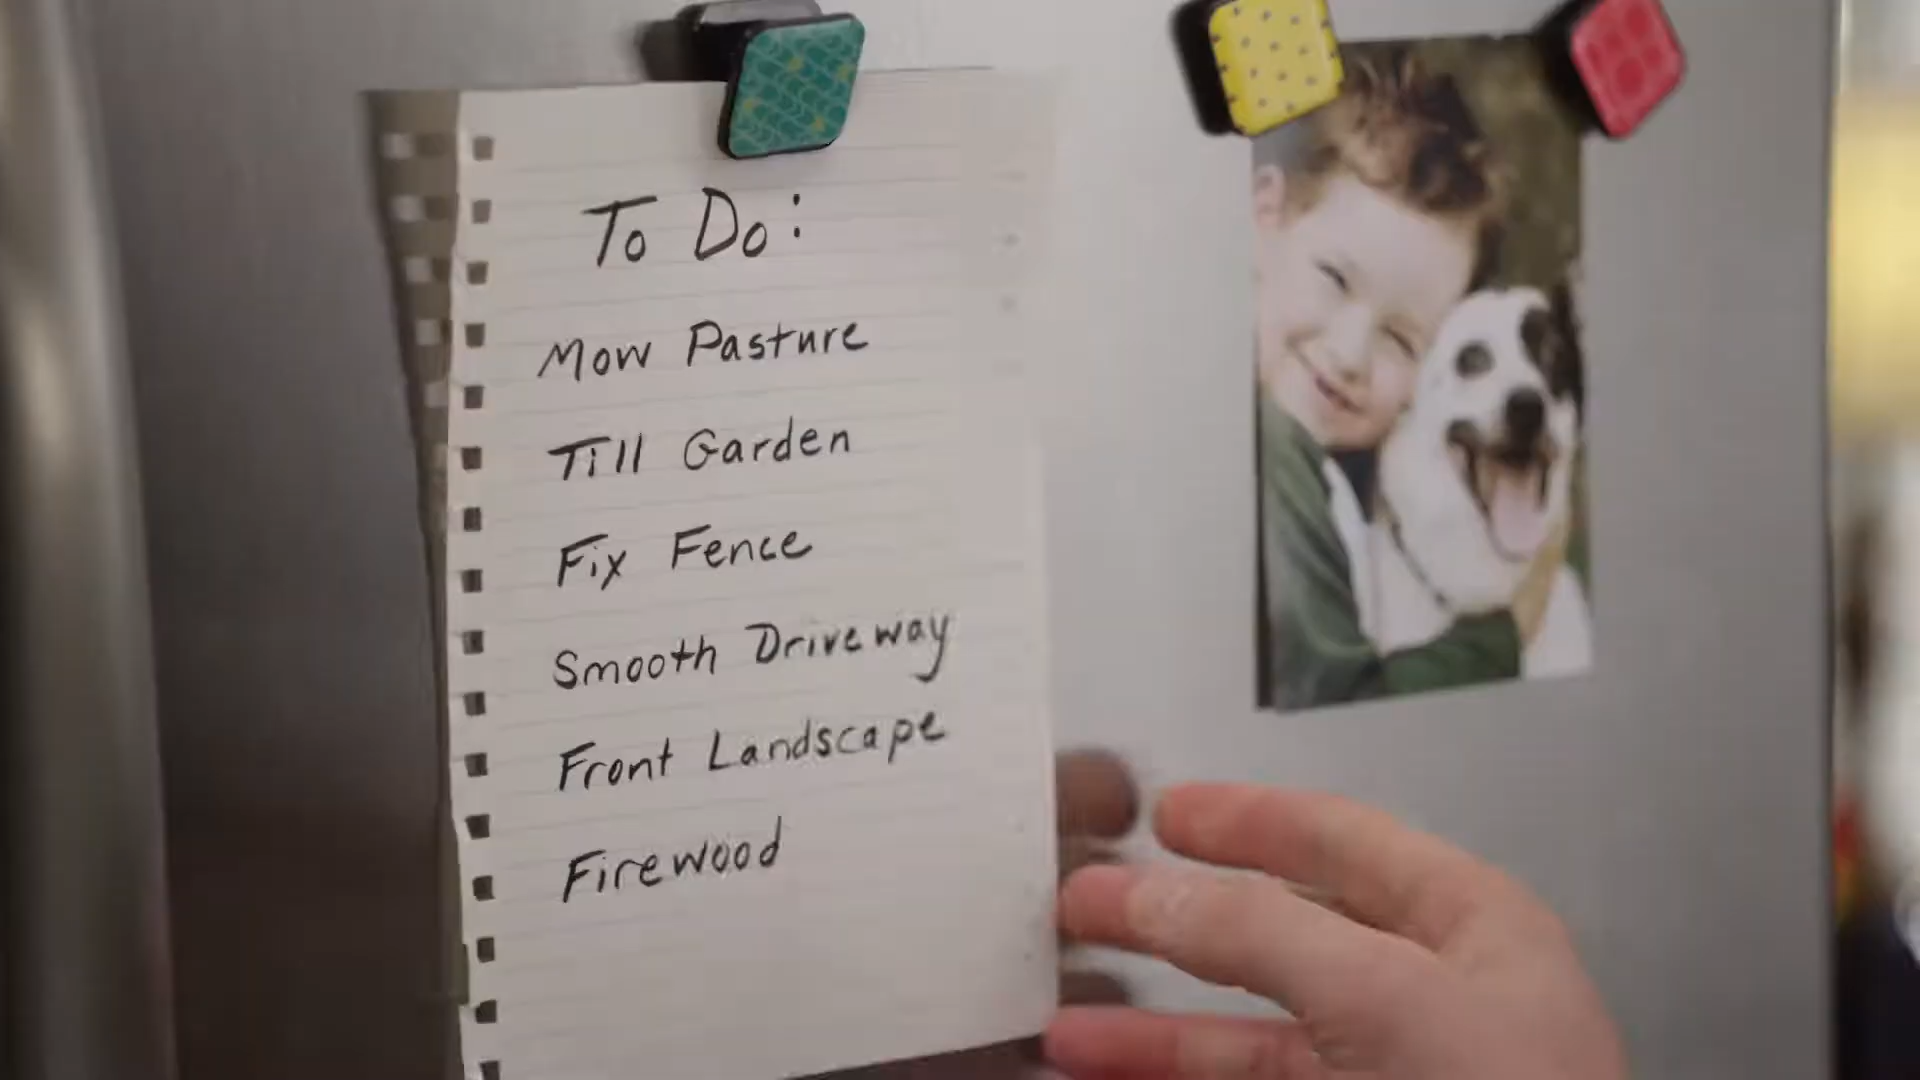 To Do:
Mow Pasture
Till Garden
Fix Fence
Smooth Driveway
Front Landscape
Firewood